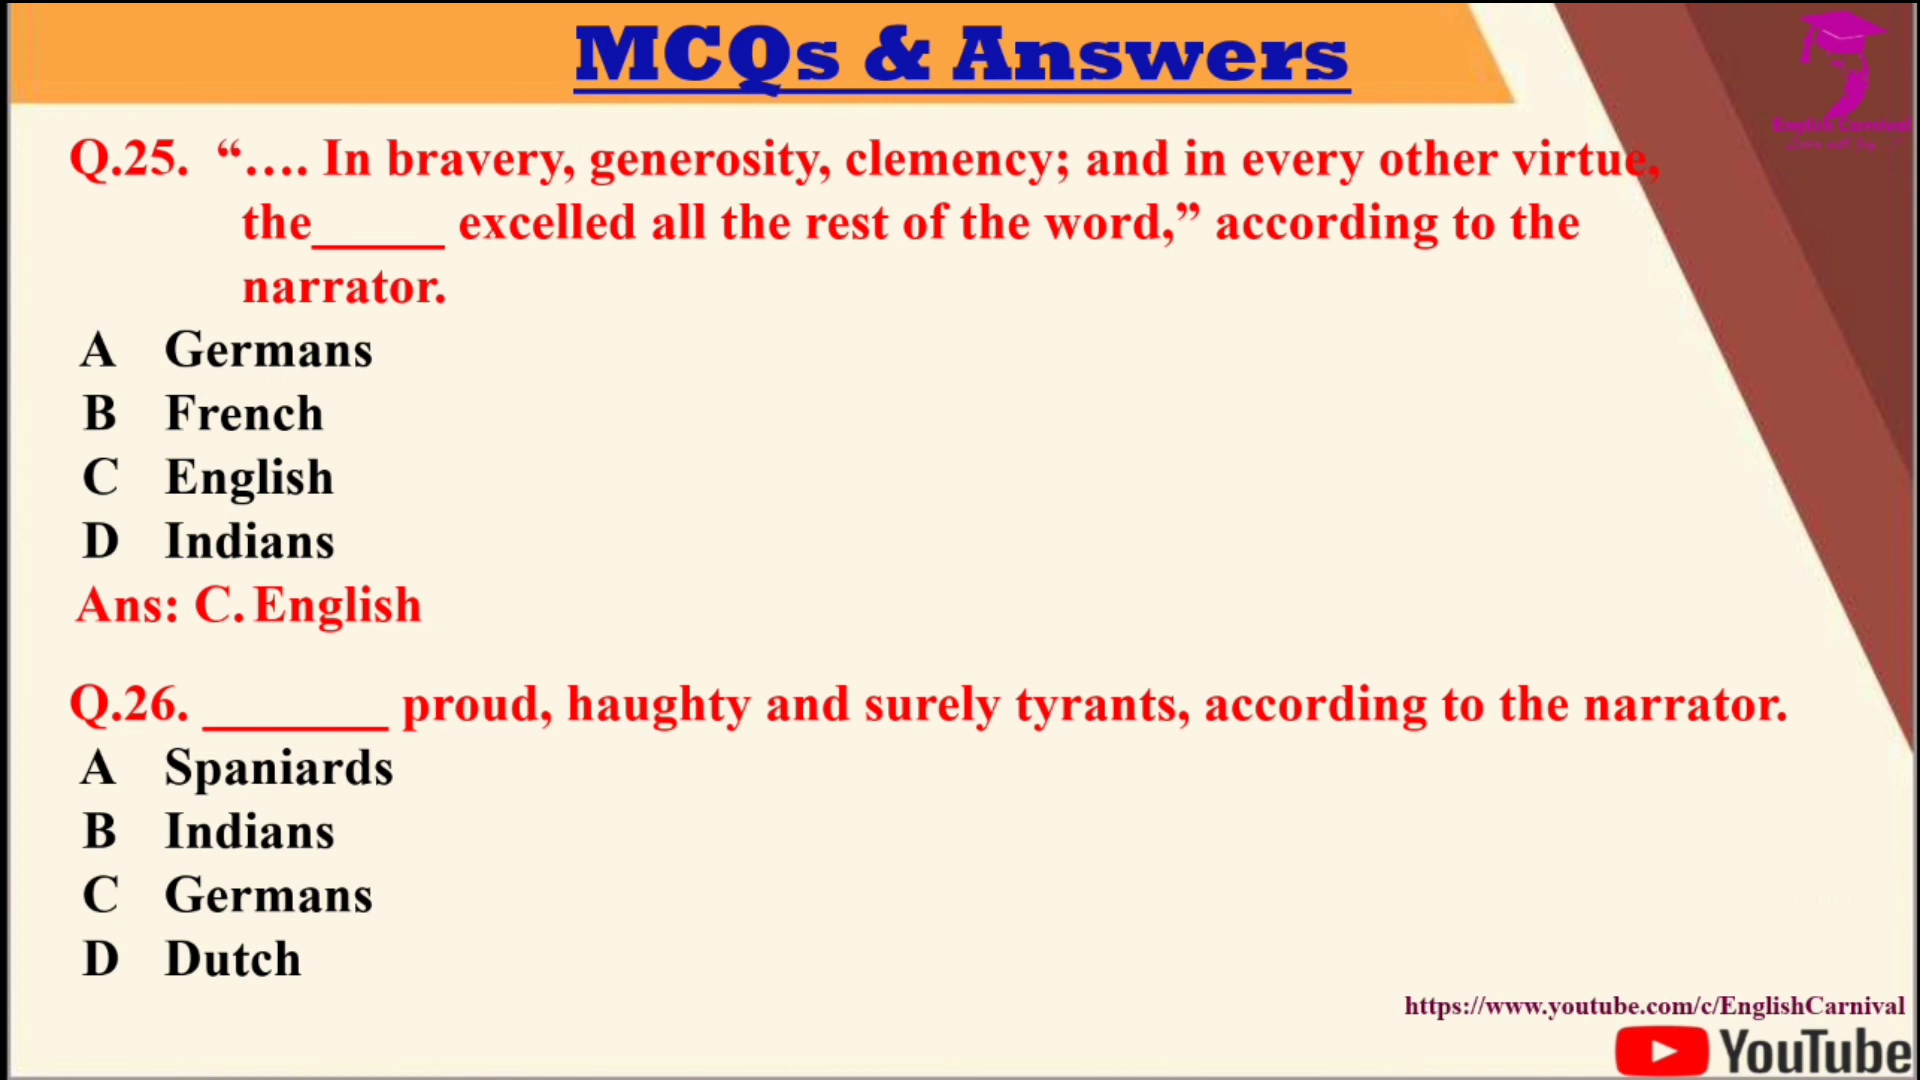 MCQs & Answers
Q.25. “.... In bravery, generosity, clemency; and in every other virtue,
the_____ excelled all the rest of the word,” according to the
narrator.
A Germans
B French
C English
D Indians
Ans: C. English
Q.26. _______ proud, haughty and surely tyrants, according to the narrator.
A Spaniards
B Indians
C Germans
D Dutch
English Carnival
https://www.youtube.com/c/EnglishCarnival
YouTube